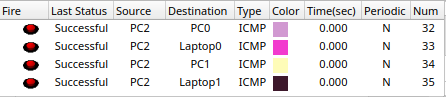 Fire Last Status Source Destination Type Color Time(sec) Periodic Num
Successful PC2 PC0 ICMP 0.000 N 32
Successful PC2 Laptop0 ICMP 0.000 N 33
Successful PC2 PC1 ICMP 0.000 N 34
Successful PC2 Laptop1 ICMP 0.000 N 35